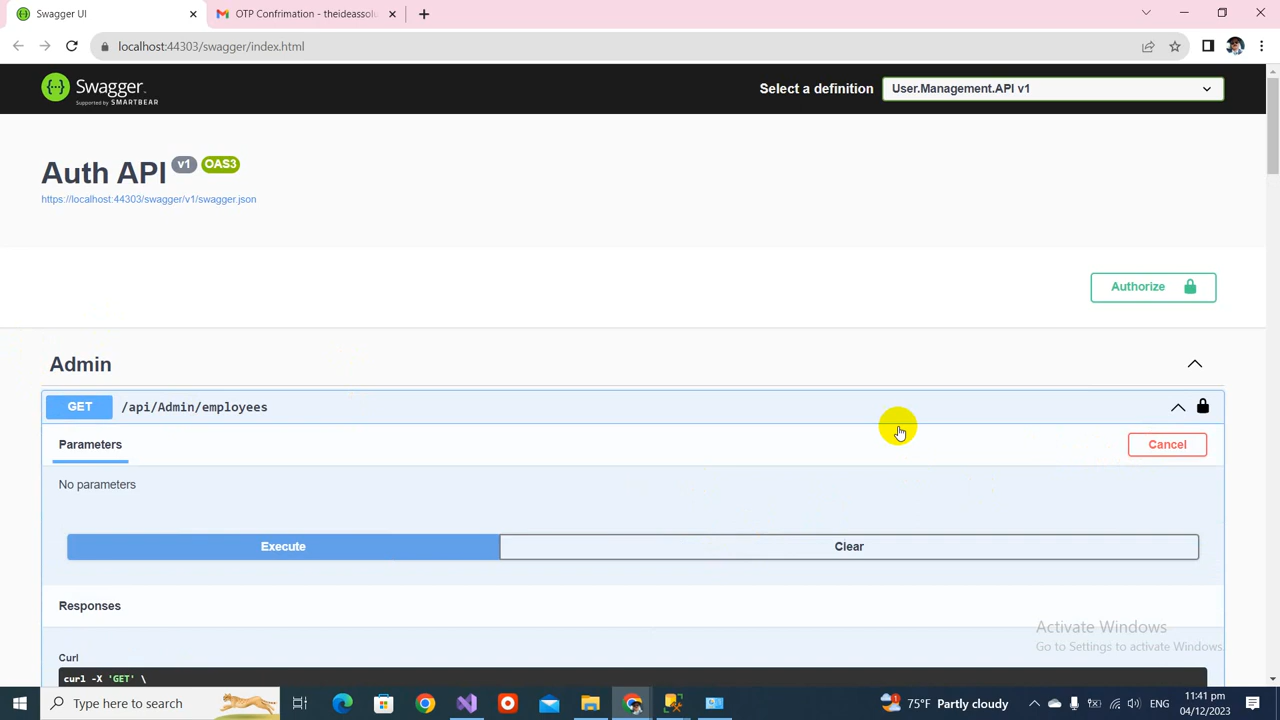 Swagger UI
OTP Confrimation - theideassolu
localhost:44303/swagger/index.html
Swagger
Supported by SMARTBEAR
Select a definition
User.Management.API v1
Auth API v1 OAS3
https://localhost:44303/swagger/v1/swagger.json
Authorize
Admin
GET /api/Admin/employees
Parameters
Cancel
No parameters
Execute
Clear
Responses
Activate Windows
Go to Settings to activate Windows.
Curl
curl -X 'GET' \
Type here to search
75°F Partly cloudy
ENG
11:41 pm
04/12/2023